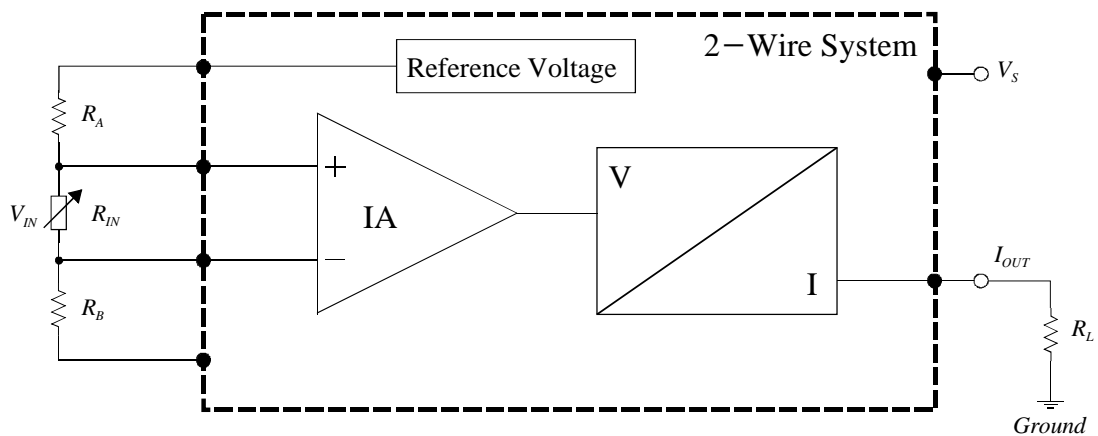 2−Wire System
Reference Voltage
V_S
R_A
+
V
V_IN
R_IN
IA
−
I_OUT
I
R_B
R_L
Ground